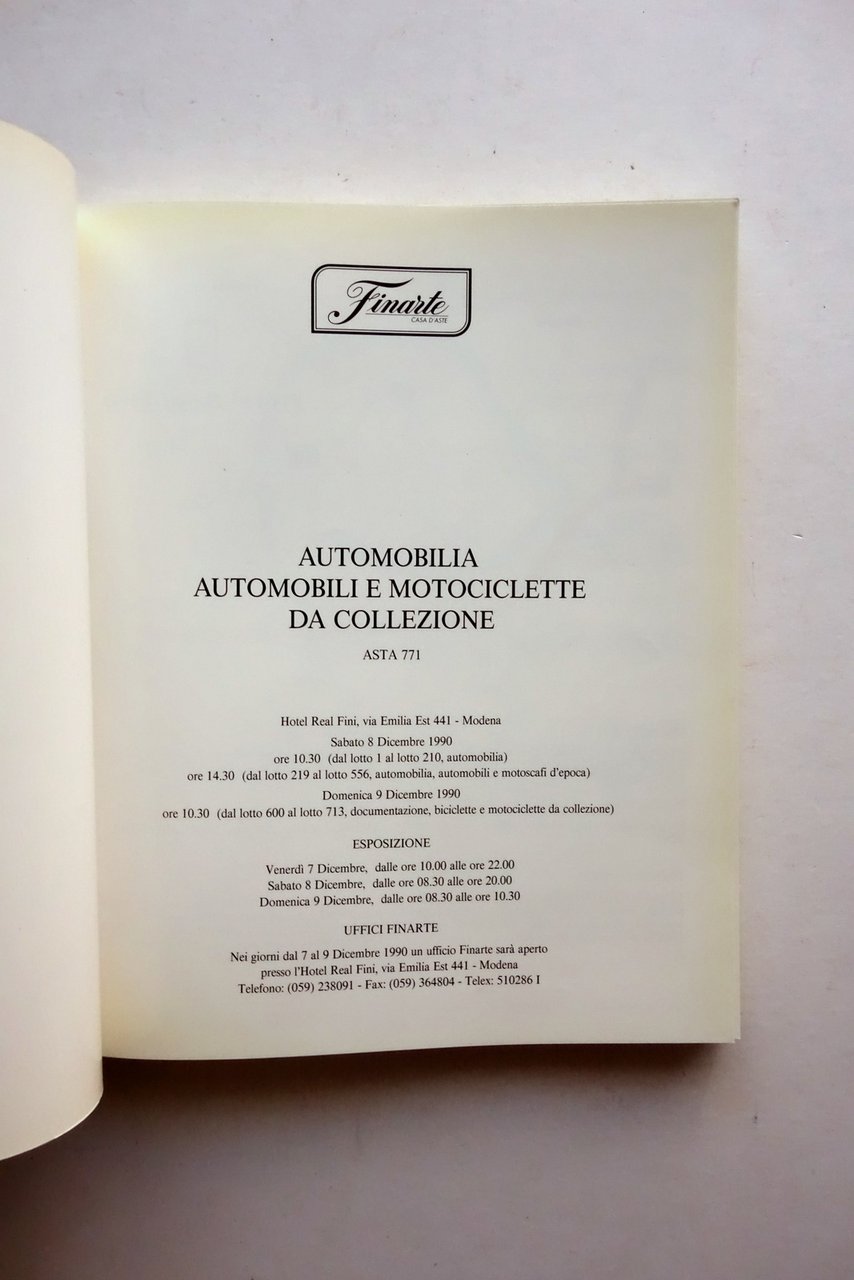 Finarte
CASA D'ASTE
AUTOMOBILIA
AUTOMOBILI E MOTOCICLETTE
DA COLLEZIONE
ASTA 771
Hotel Real Fini, via Emilia Est 441 - Modena
Sabato 8 Dicembre 1990
ore 10.30 (dal lotto 1 al lotto 210, automobilia)
ore 14.30 (dal lotto 219 al lotto 556, automobilia, automobili e motoscafi d'epoca)
Domenica 9 Dicembre 1990
ore 10.30 (dal lotto 600 al lotto 713, documentazione, biciclette e motociclette da collezione)
ESPOSIZIONE
Venerdì 7 Dicembre, dalle ore 10.00 alle ore 22.00
Sabato 8 Dicembre, dalle ore 08.30 alle ore 20.00
Domenica 9 Dicembre, dalle ore 08.30 alle ore 10.30
UFFICI FINARTE
Nei giorni dal 7 al 9 Dicembre 1990 un ufficio Finarte sarà aperto
presso l'Hotel Real Fini, via Emilia Est 441 - Modena
Telefono: (059) 238091 - Fax: (059) 364804 - Telex: 510286 I